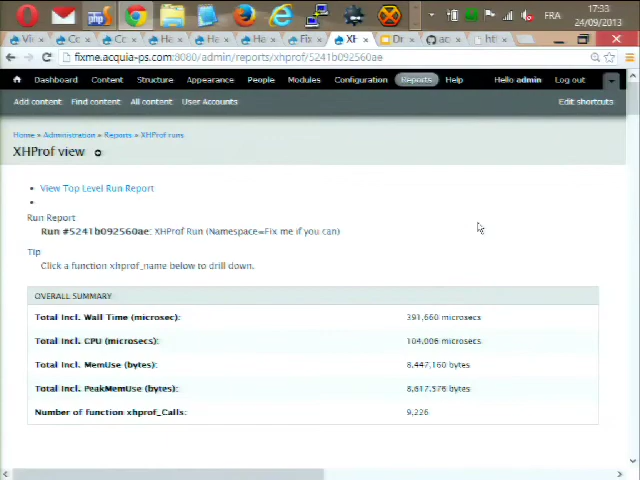 17:33
FRA
24/09/2013
fixme.acquia-ps.com:8080/admin/reports/xhprof/5241b092560ae
Dashboard Content Structure Appearance People Modules Configuration Reports Help Hello admin Log out
Add content Find content All content User Accounts Edit shortcuts
Home » Administration » Reports » XHProf runs
XHProf view
View Top Level Run Report
Run Report
Run #5241b092560ae: XHProf Run (Namespace=Fix me if you can)
Tip
Click a function xhprof_name below to drill down.
OVERALL SUMMARY
Total Incl. Wall Time (microsec): 391,660 microsecs
Total Incl. CPU (microsecs): 104,006 microsecs
Total Incl. MemUse (bytes): 8,447,160 bytes
Total Incl. PeakMemUse (bytes): 8,617,576 bytes
Number of function xhprof_Calls: 9,226